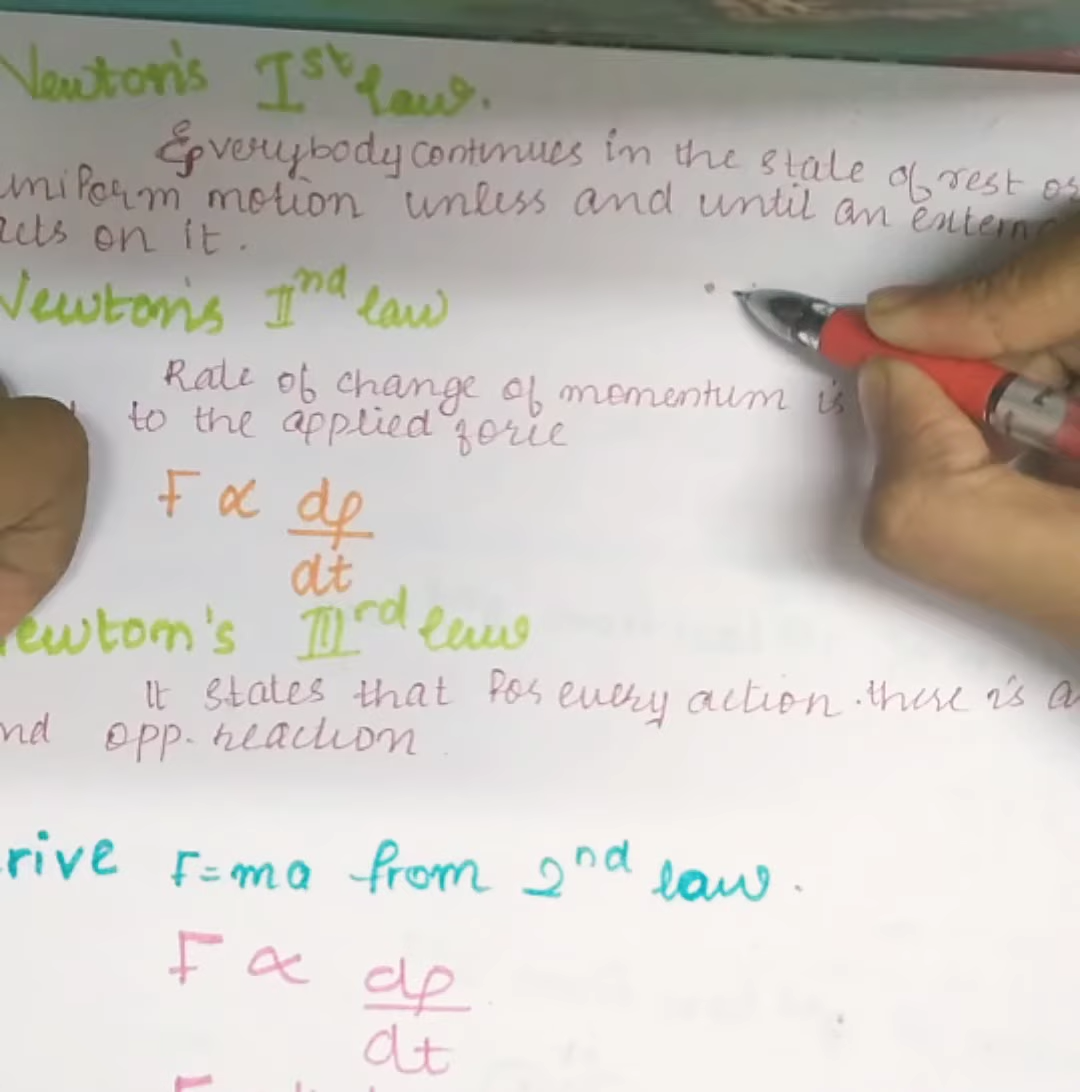 Newton's Ist law.
Everybody continues in the state of rest or
uniform motion unless and until an extern
acts on it.
Newton's IInd law
Rate of change of momentum is
to the applied force
F ∝ dp
dt
ewton's IIIrd law
It states that for every action there is a
nd opp. reaction
rive F=ma from 2nd law.
F ∝ dp
dt